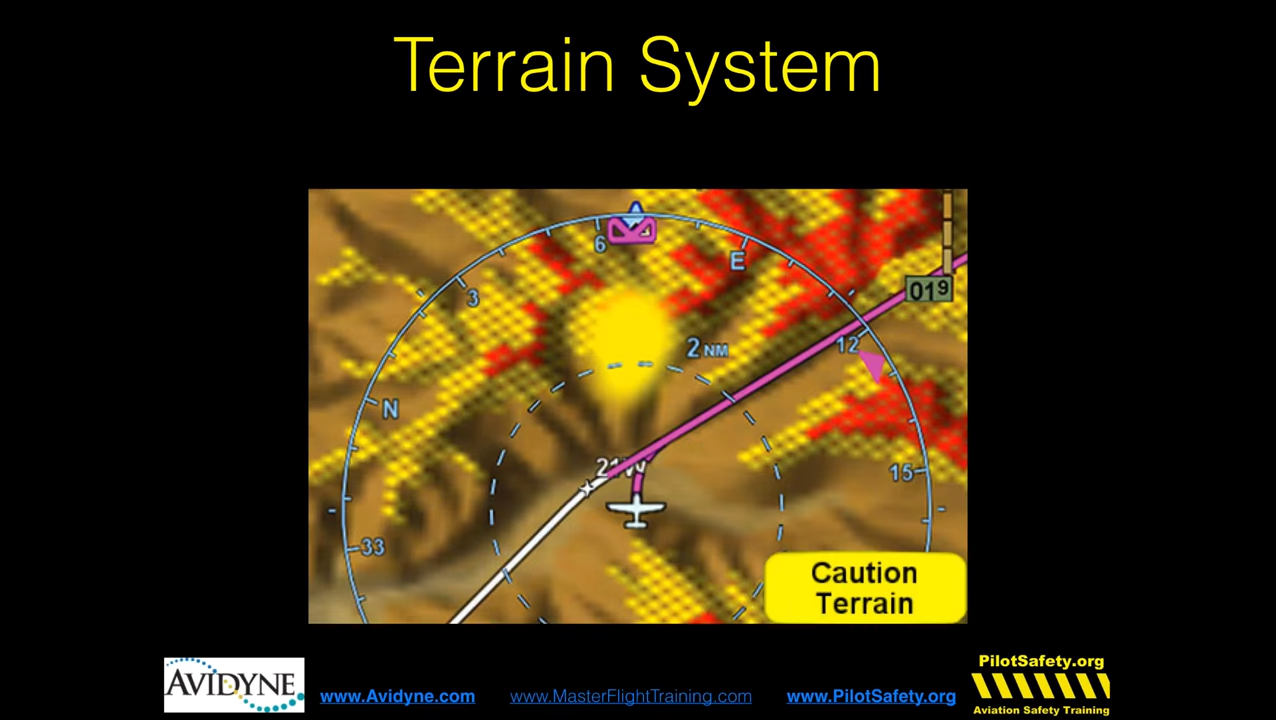 Terrain System
6
E
3
019
2 NM
12
N
21W
15
33
Caution
Terrain
PilotSafety.org
AVIDYNE
www.Avidyne.com
www.MasterFlightTraining.com
www.PilotSafety.org
Aviation Safety Training